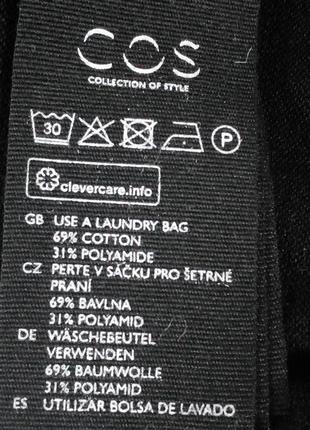 COS
COLLECTION OF STYLE
30 P
clevercare.info
GB USE A LAUNDRY BAG
69% COTTON
31% POLYAMIDE
CZ PERTE V SÁČKU PRO ŠETRNÉ
PRANÍ
69% BAVLNA
31% POLYAMID
DE WÄSCHEBEUTEL
VERWENDEN
69% BAUMWOLLE
31% POLYAMID
ES UTILIZAR BOLSA DE LAVADO